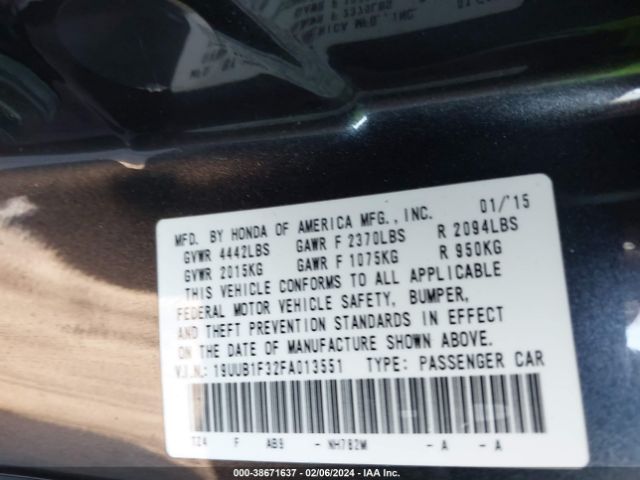 MFD. BY HONDA OF AMERICA MFG., INC. 01/'15
GVWR 4442LBS GAWR F 2370LBS R 2094LBS
GVWR 2015KG GAWR F 1075KG R 950KG
THIS VEHICLE CONFORMS TO ALL APPLICABLE
FEDERAL MOTOR VEHICLE SAFETY, BUMPER,
AND THEFT PREVENTION STANDARDS IN EFFECT
ON THE DATE OF MANUFACTURE SHOWN ABOVE.
V.I.N.: 19UUB1F32FA013551 TYPE: PASSENGER CAR
TZ4 F AB9 - NH782M - A - A
000-38671637 - 02/06/2024 - IAA Inc.